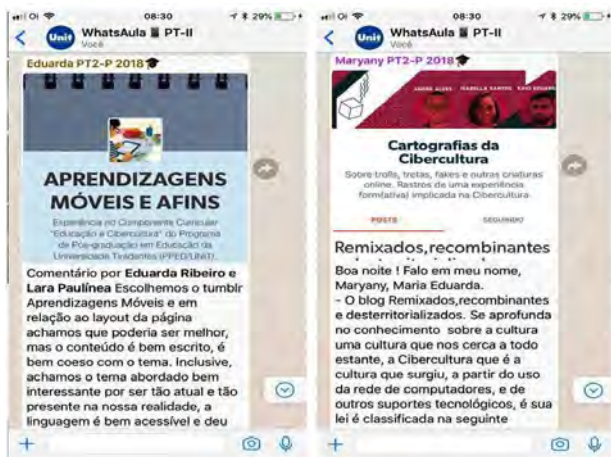 Oi
08:30
29%
Unit
WhatsAula PT-II
Você
Eduarda PT2-P 2018
APRENDIZAGENS
MÓVEIS E AFINS
Experiência no Componente Curricular
"Educação e Cibercultura" do Programa
de Pós-graduação em Educação da
Universidade Tiradentes (PPED/UNIT).
Comentário por Eduarda Ribeiro e
Lara Paulínea Escolhemos o tumblr
Aprendizagens Móveis e em
relação ao layout da página
achamos que poderia ser melhor,
mas o conteúdo é bem escrito, é
bem coeso com o tema. Inclusive,
achamos o tema abordado bem
interessante por ser tão atual e tão
presente na nossa realidade, a
linguagem é bem acessível e deu
Oi
08:30
29%
Unit
WhatsAula PT-II
Você
Maryany PT2-P 2018
Cartografias da
Cibercultura
Sobre trolls, tretas, fakes e outras criaturas
online. Rastros de uma experiência
form(ativa) implicada na Cibercultura.
POSTS SEGUINDO
Remixados,recombinantes
Boa noite ! Falo em meu nome,
Maryany, Maria Eduarda.
- O blog Remixados,recombinantes
e desterritorializados. Se aprofunda
no conhecimento sobre a cultura
uma cultura que nos cerca a todo
estante, a Cibercultura que é a
cultura que surgiu, a partir do uso
da rede de computadores, e de
outros suportes tecnológicos, é sua
lei é classificada na seguinte